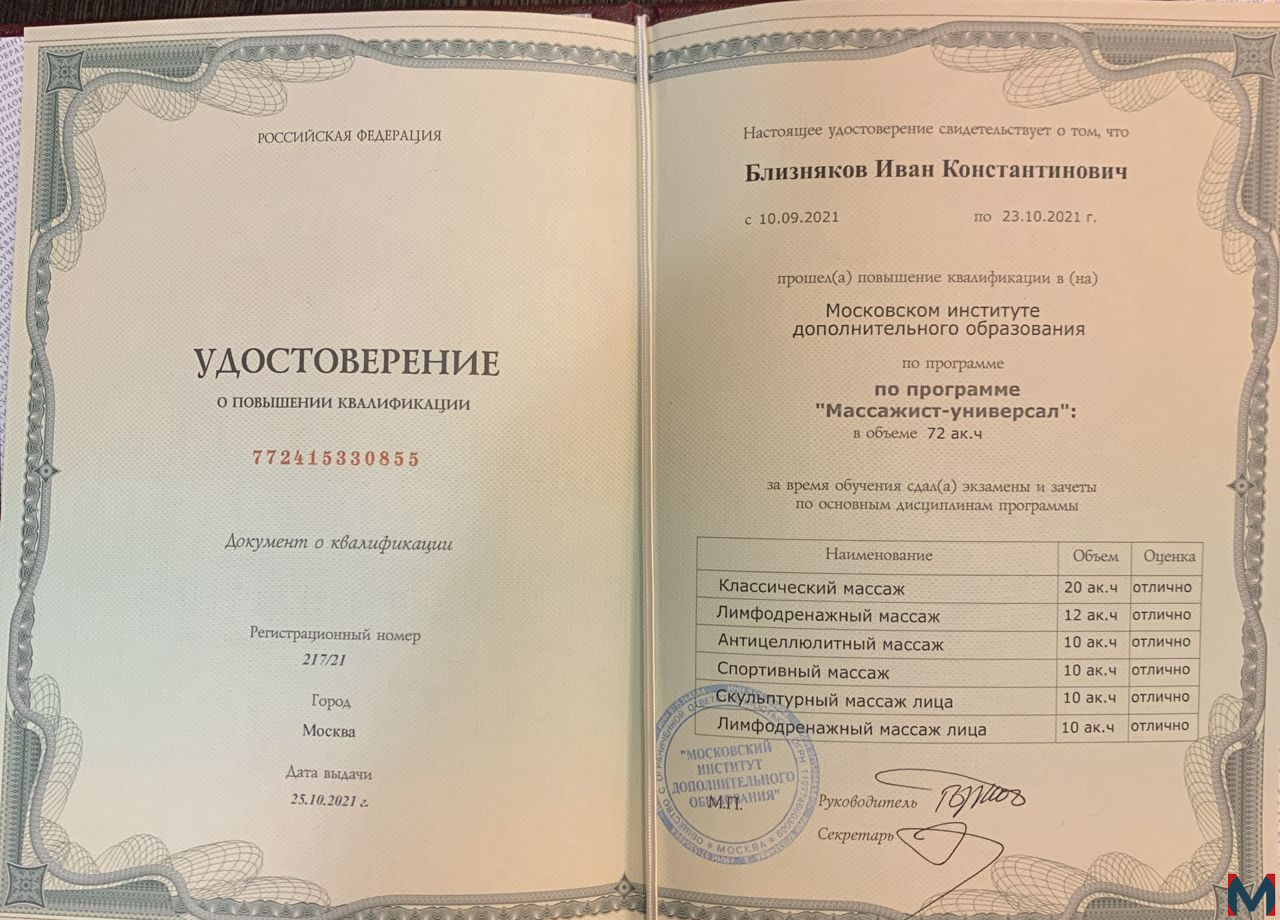 РОССИЙСКАЯ ФЕДЕРАЦИЯ
УДОСТОВЕРЕНИЕ
О ПОВЫШЕНИИ КВАЛИФИКАЦИИ
772415330855
Документ о квалификации
Регистрационный номер
217/21
Город
Москва
Дата выдачи
25.10.2021 г.
Настоящее удостоверение свидетельствует о том, что
Близняков Иван Константинович
с 10.09.2021 по 23.10.2021 г.
прошел(а) повышение квалификации в (на)
Московском институте
дополнительного образования
по программе
по программе
"Массажист-универсал":
в объеме 72 ак.ч
за время обучения сдал(а) экзамены и зачеты
по основным дисциплинам программы
Наименование Объем Оценка
Классический массаж 20 ак.ч отлично
Лимфодренажный массаж 12 ак.ч отлично
Антицеллюлитный массаж 10 ак.ч отлично
Спортивный массаж 10 ак.ч отлично
Скульптурный массаж лица 10 ак.ч отлично
Лимфодренажный массаж лица 10 ак.ч отлично
"МОСКОВСКИЙ
ИНСТИТУТ
ДОПОЛНИТЕЛЬНОГО
ОБРАЗОВАНИЯ"
М.П.
МОСКВА
Руководитель
Секретарь
M